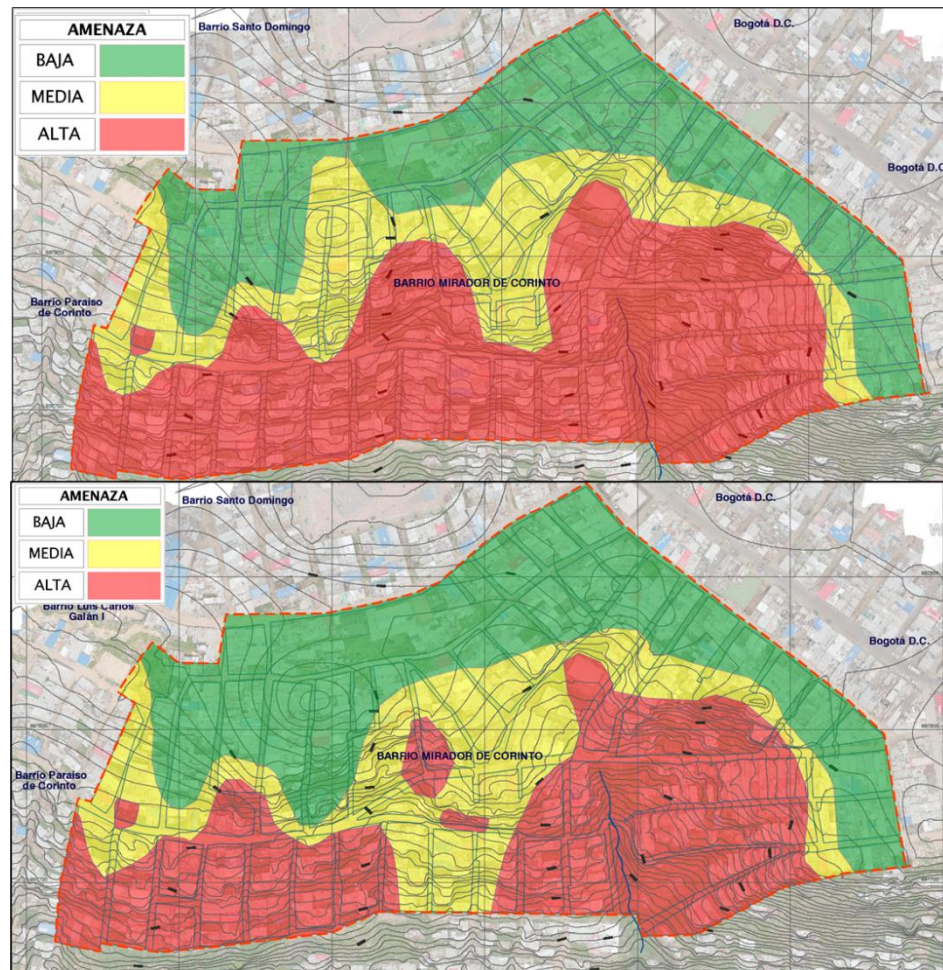 AMENAZA
BAJA
MEDIA
ALTA
Barrio Santo Domingo
Bogotá D.C.
Bogotá D.C
BARRIO MIRADOR DE CORINTO
Barrio Paraiso
de Corinto
AMENAZA
BAJA
MEDIA
ALTA
Barrio Santo Domingo
Bogotá D.C.
Barrio Luis Carlos
Galán I
Bogotá D.C.
BARRIO MIRADOR DE CORINTO
Barrio Paraiso
de Corinto